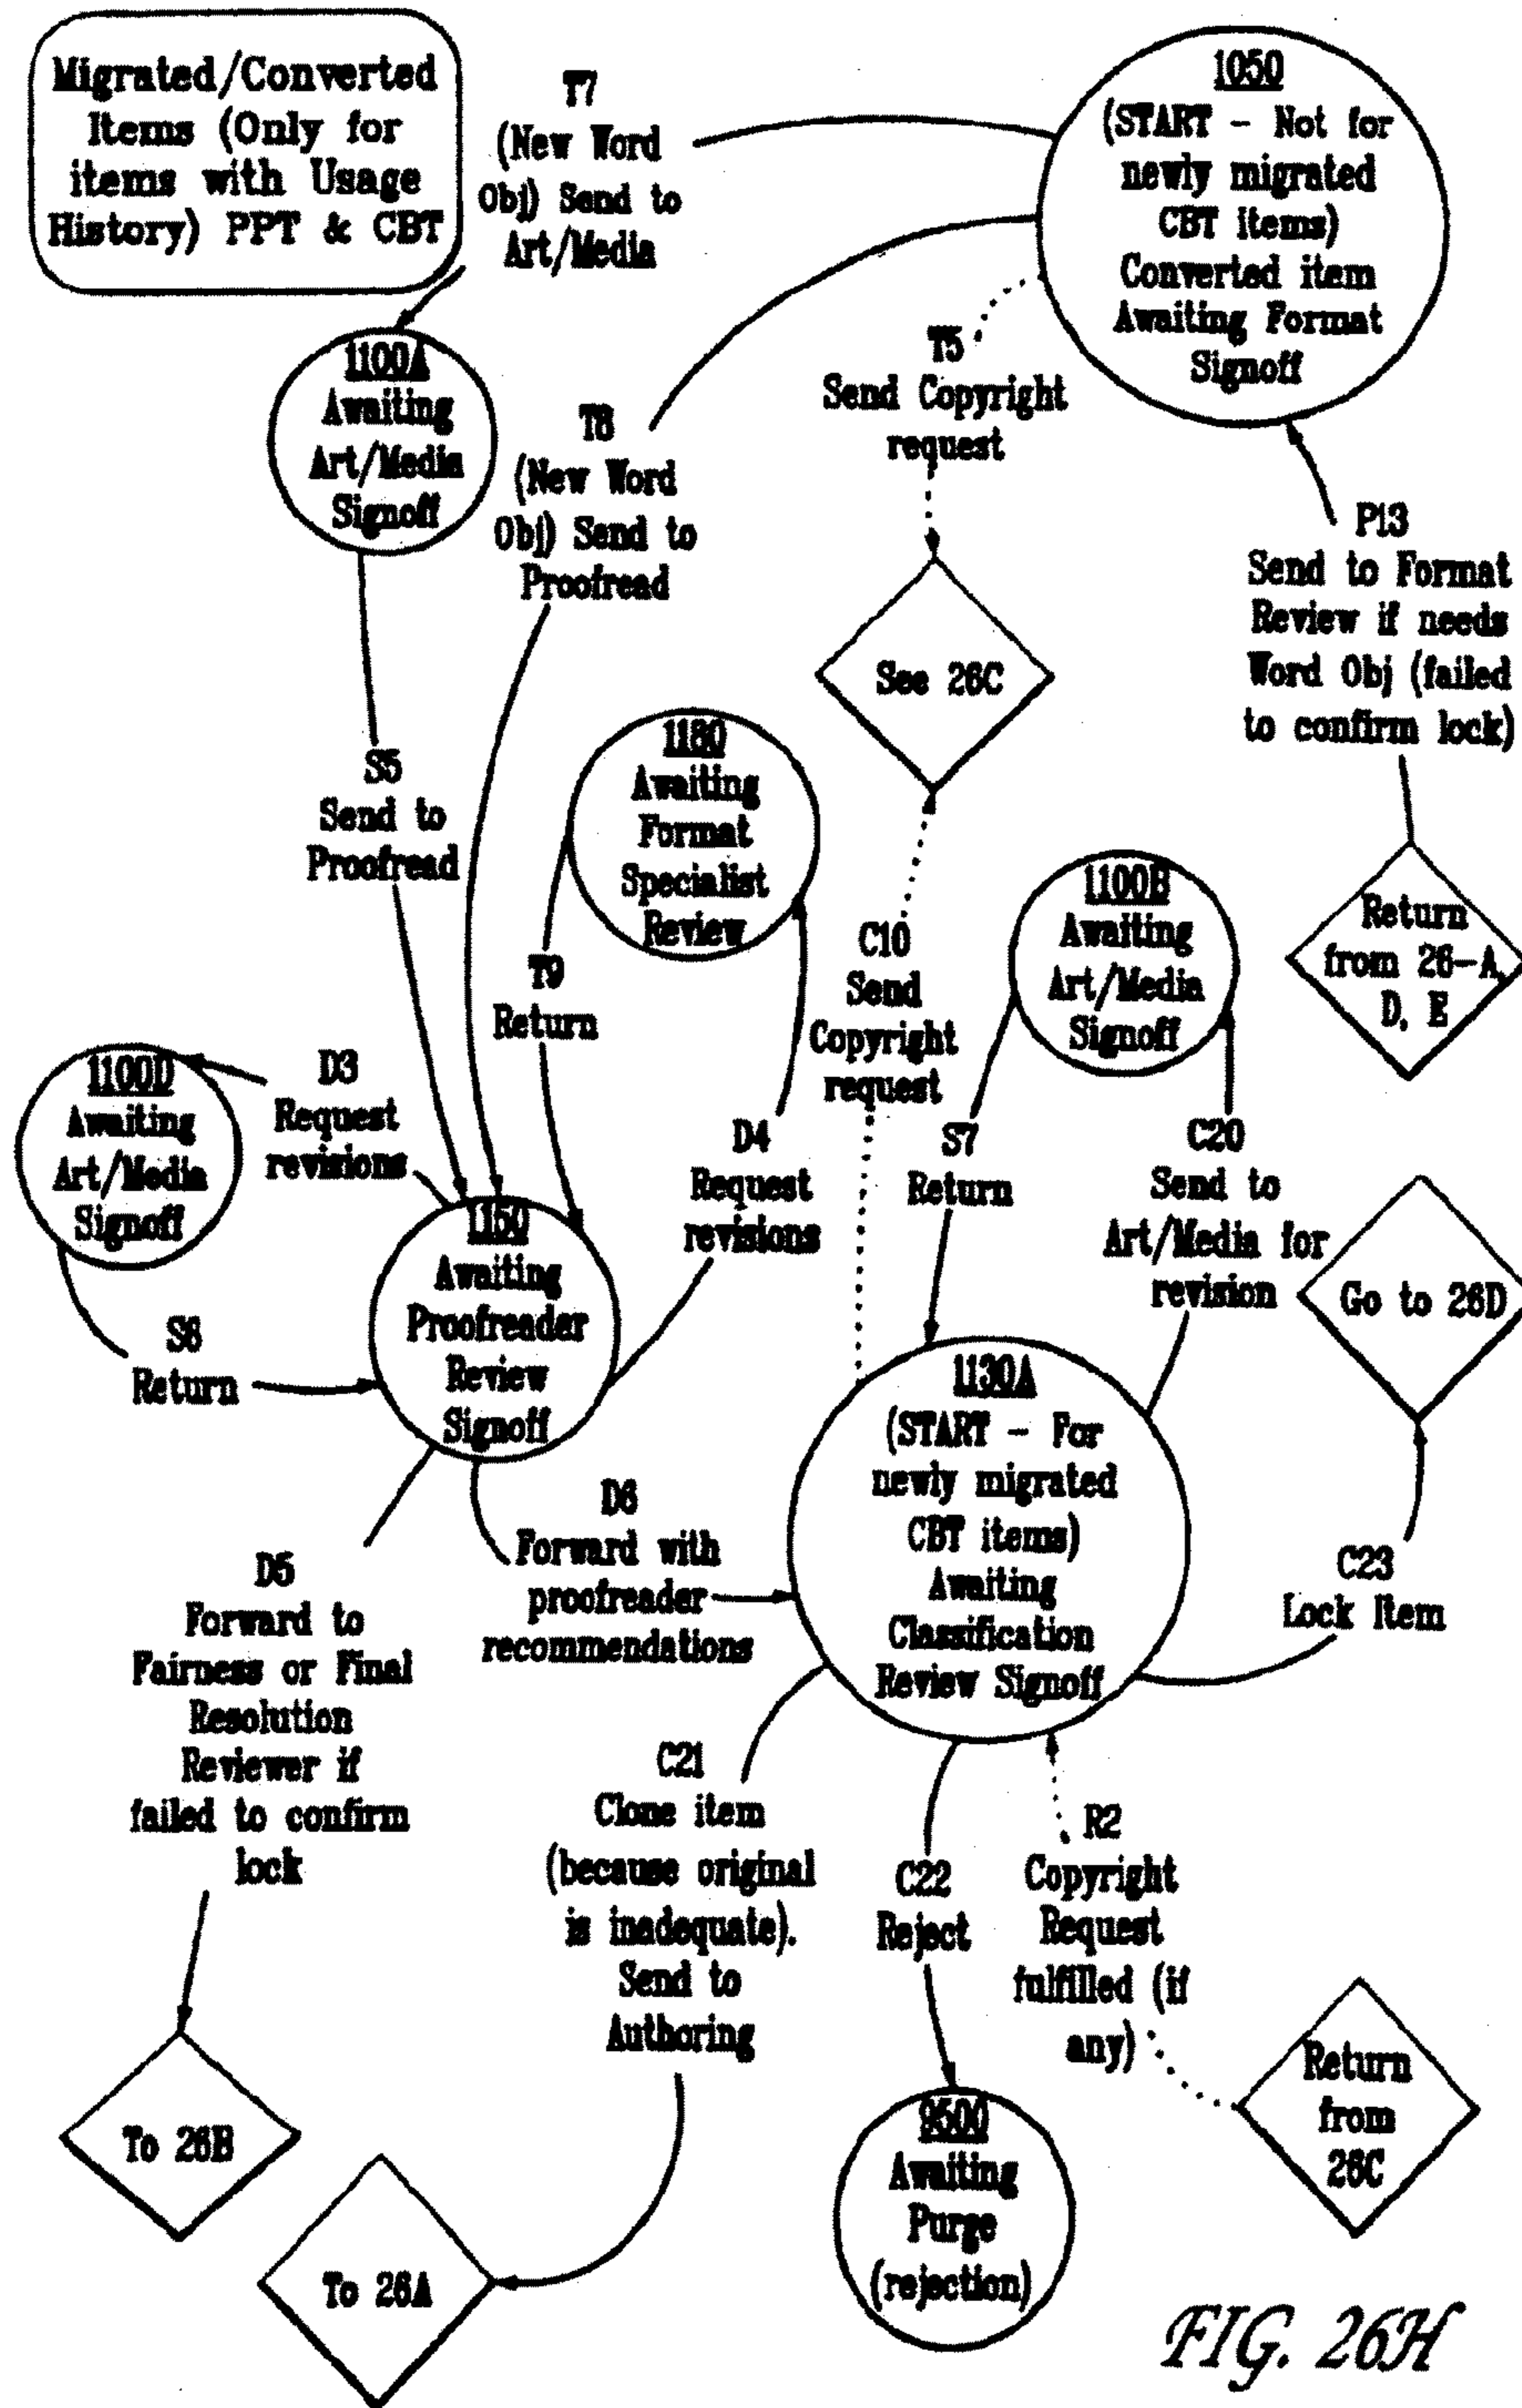 Migrated/Converted
Items (Only for
items with Usage
History) PPT & CBT
T7
(New Word
Obj) Send to
Art/Media
1050
(START - Not for
newly migrated
CBT items)
Converted item
Awaiting Format
Signoff
1100A
Awaiting
Art/Media
Signoff
T8
(New Word
Obj) Send to
Proofread
T5
Send Copyright
request
P13
Send to Format
Review if needs
Word Obj (failed
to confirm lock)
See 26C
S5
Send to
Proofread
1180
Awaiting
Format
Specialist
Review
1100B
Awaiting
Art/Media
Signoff
Return
from 26-A,
D, E
C10
Send
Copyright
request
T9
Return
1100D
Awaiting
Art/Media
Signoff
D3
Request
revisions
D4
Request
revisions
S7
Return
C20
Send to
Art/Media for
revision
Go to 26D
1150
Awaiting
Proofreader
Review
Signoff
S6
Return
1130A
(START - For
newly migrated
CBT items)
Awaiting
Classification
Review Signoff
D6
Forward with
proofreader
recommendations
C23
Lock Item
D5
Forward to
Fairness or Final
Resolution
Reviewer if
failed to confirm
lock
C21
Clone item
(because original
is inadequate).
Send to
Authoring
C22
Reject
R2
Copyright
Request
fulfilled (if
any)
Return
from
26C
To 26B
To 26A
9500
Awaiting
Purge
(rejection)
FIG. 26H